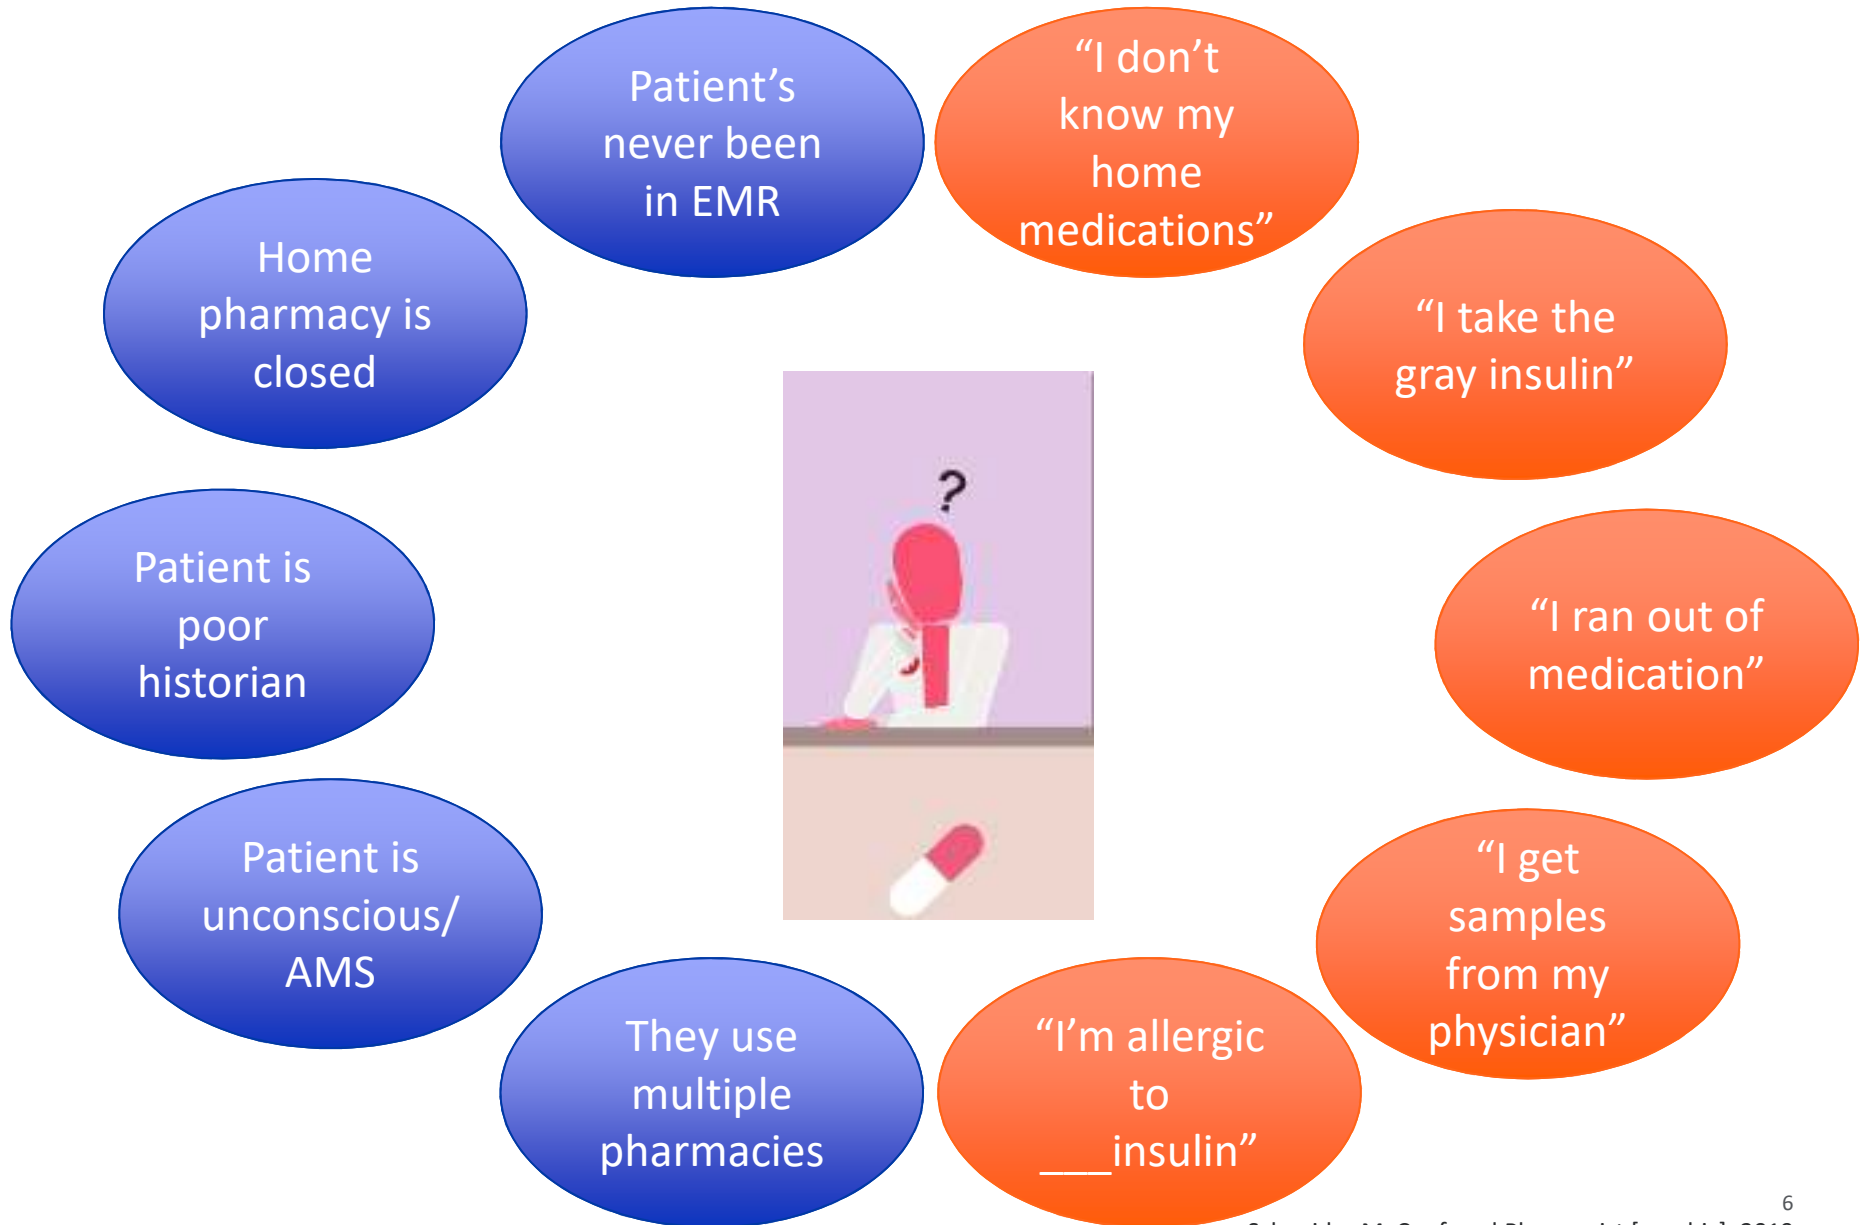 Patient’s
never been
in EMR
“I don’t
know my
home
medications”
Home
pharmacy is
closed
“I take the
gray insulin”
?
Patient is
poor
historian
“I ran out of
medication”
Patient is
unconscious/
AMS
“I get
samples
from my
physician”
They use
multiple
pharmacies
“I’m allergic
to
___insulin”
6